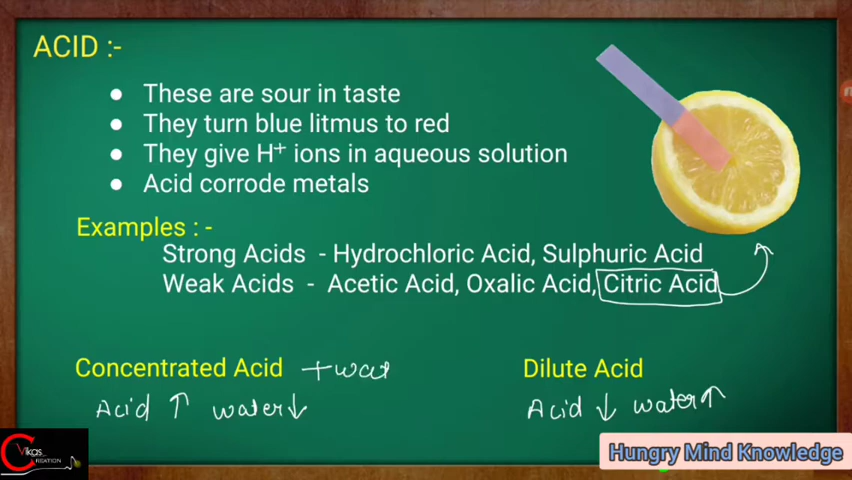 ACID :-
● These are sour in taste
● They turn blue litmus to red
● They give H⁺ ions in aqueous solution
● Acid corrode metals
Examples : -
Strong Acids - Hydrochloric Acid, Sulphuric Acid
Weak Acids - Acetic Acid, Oxalic Acid, Citric Acid
Concentrated Acid
Acid ↑ water ↓
Dilute Acid
Acid ↓ water ↑
Vikas
CREATION
Hungry Mind Knowledge